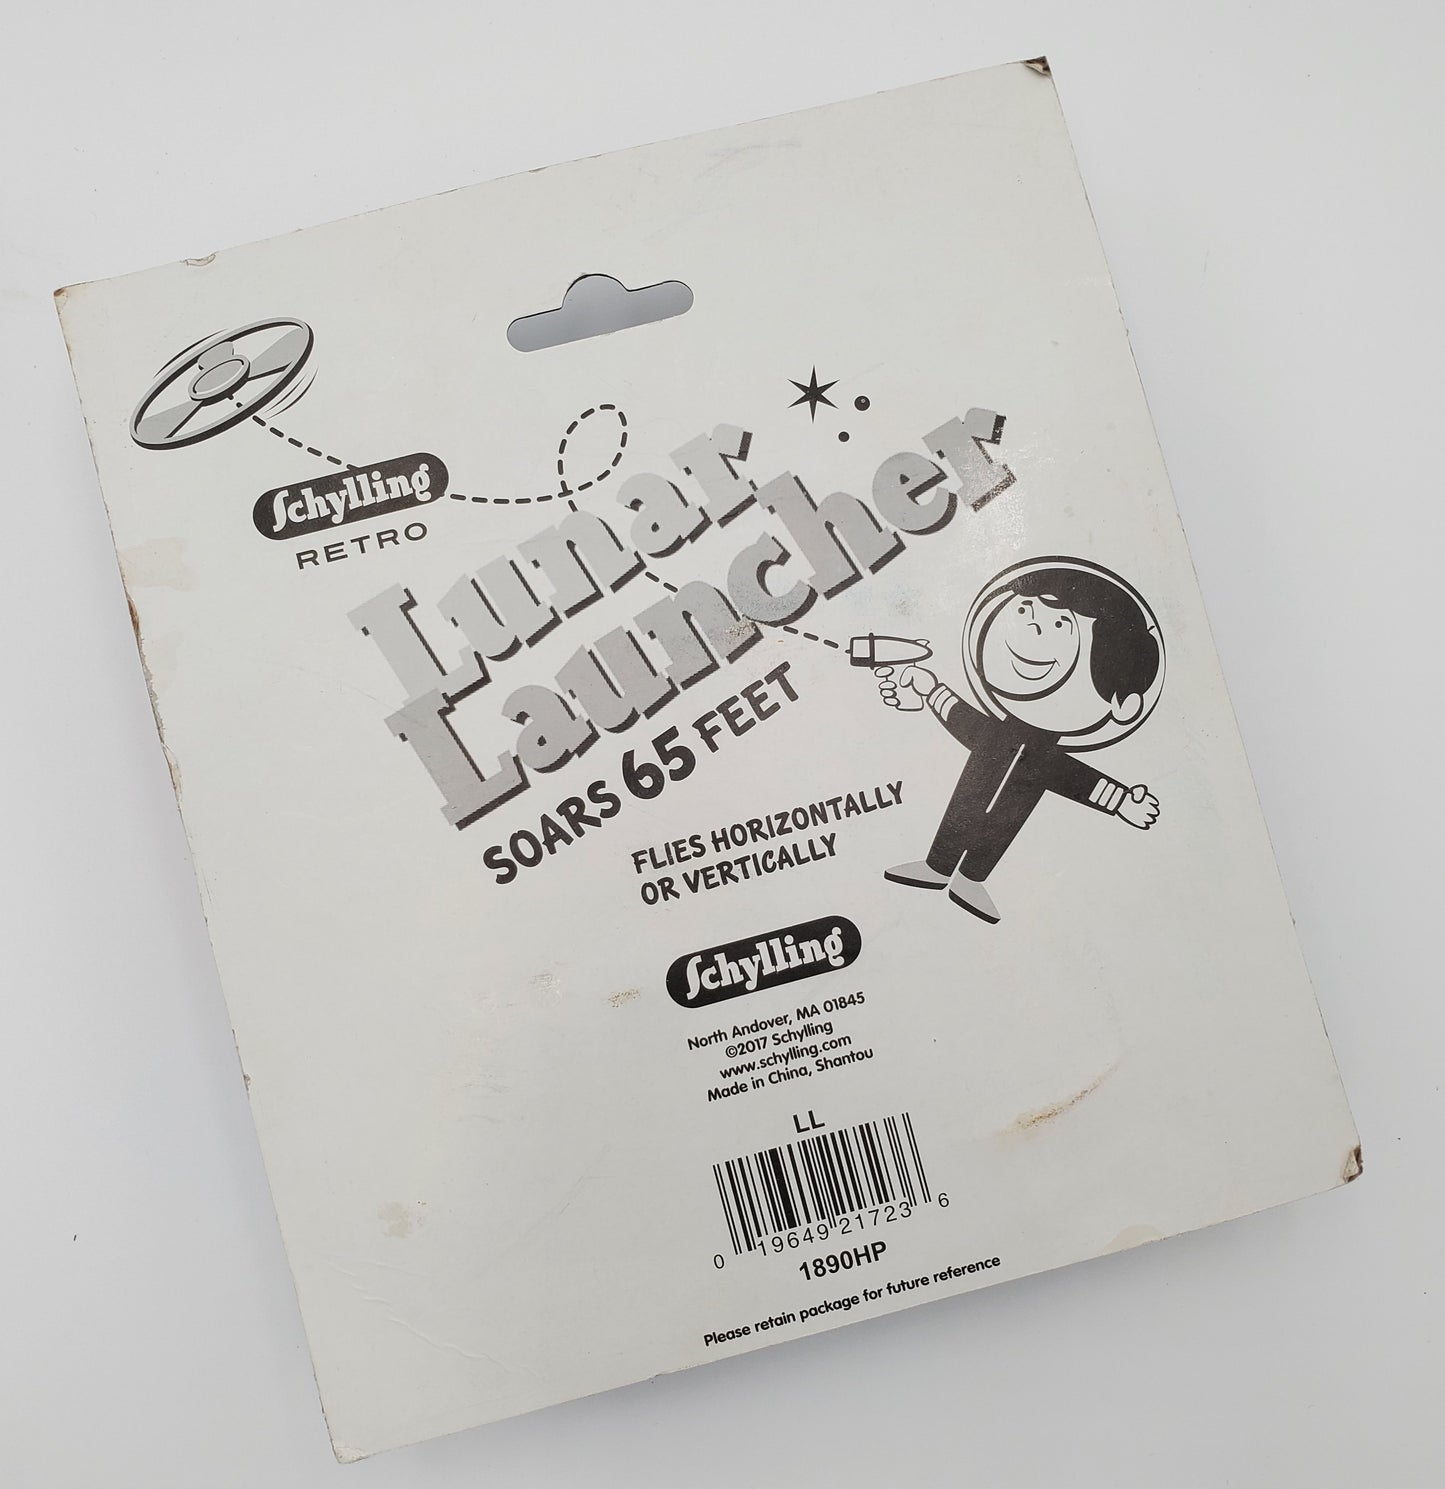 Schylling
RETRO
Lunar
Launcher
SOARS 65 FEET
FLIES HORIZONTALLY
OR VERTICALLY
Schylling
North Andover, MA 01845
©2017 Schylling
www.schylling.com
Made in China, Shantou
LL
0 19649 21723 6
1890HP
Please retain package for future reference